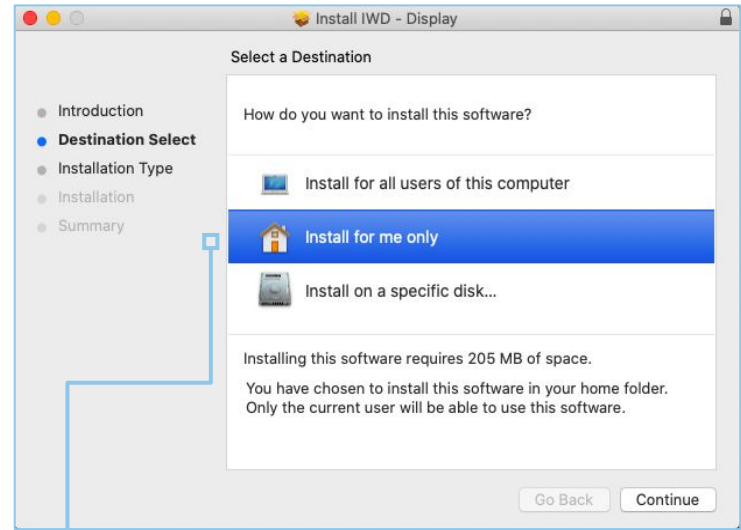 Install IWD - Display
Select a Destination
Introduction
Destination Select
Installation Type
Installation
Summary
How do you want to install this software?
Install for all users of this computer
Install for me only
Install on a specific disk...
Installing this software requires 205 MB of space.
You have chosen to install this software in your home folder.
Only the current user will be able to use this software.
Go Back
Continue